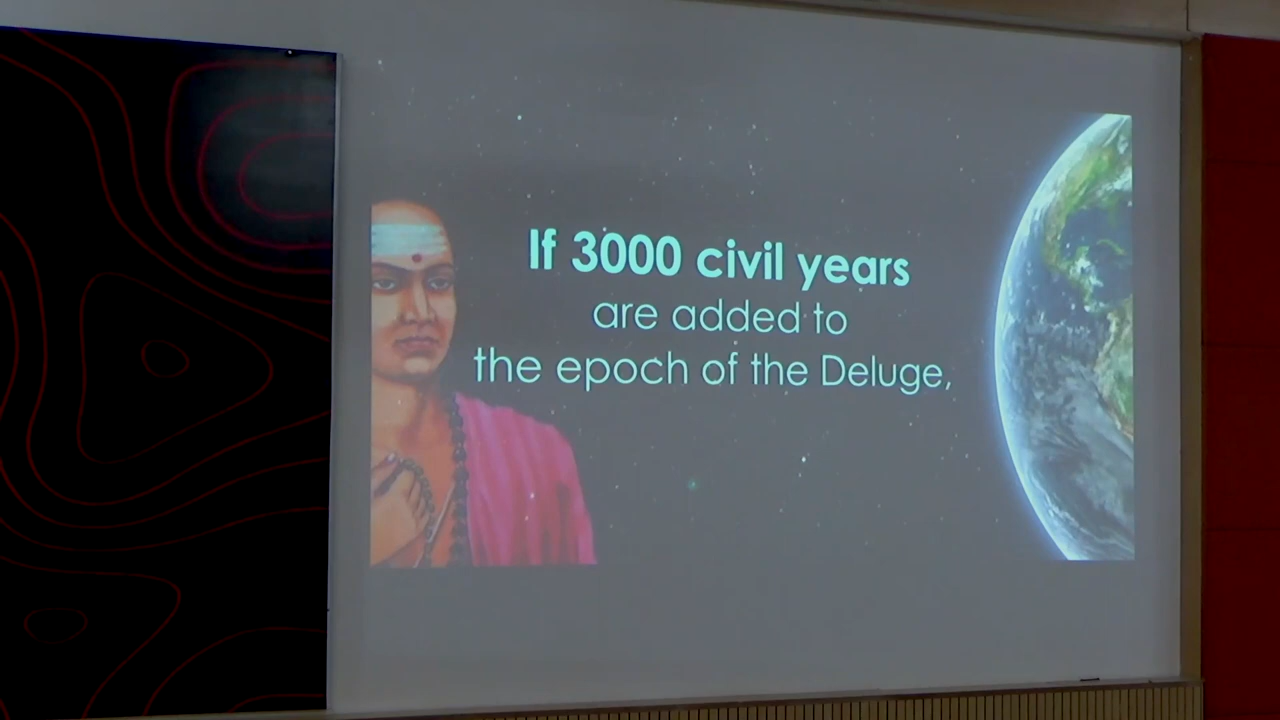 If 3000 civil years
are added to
the epoch of the Deluge,